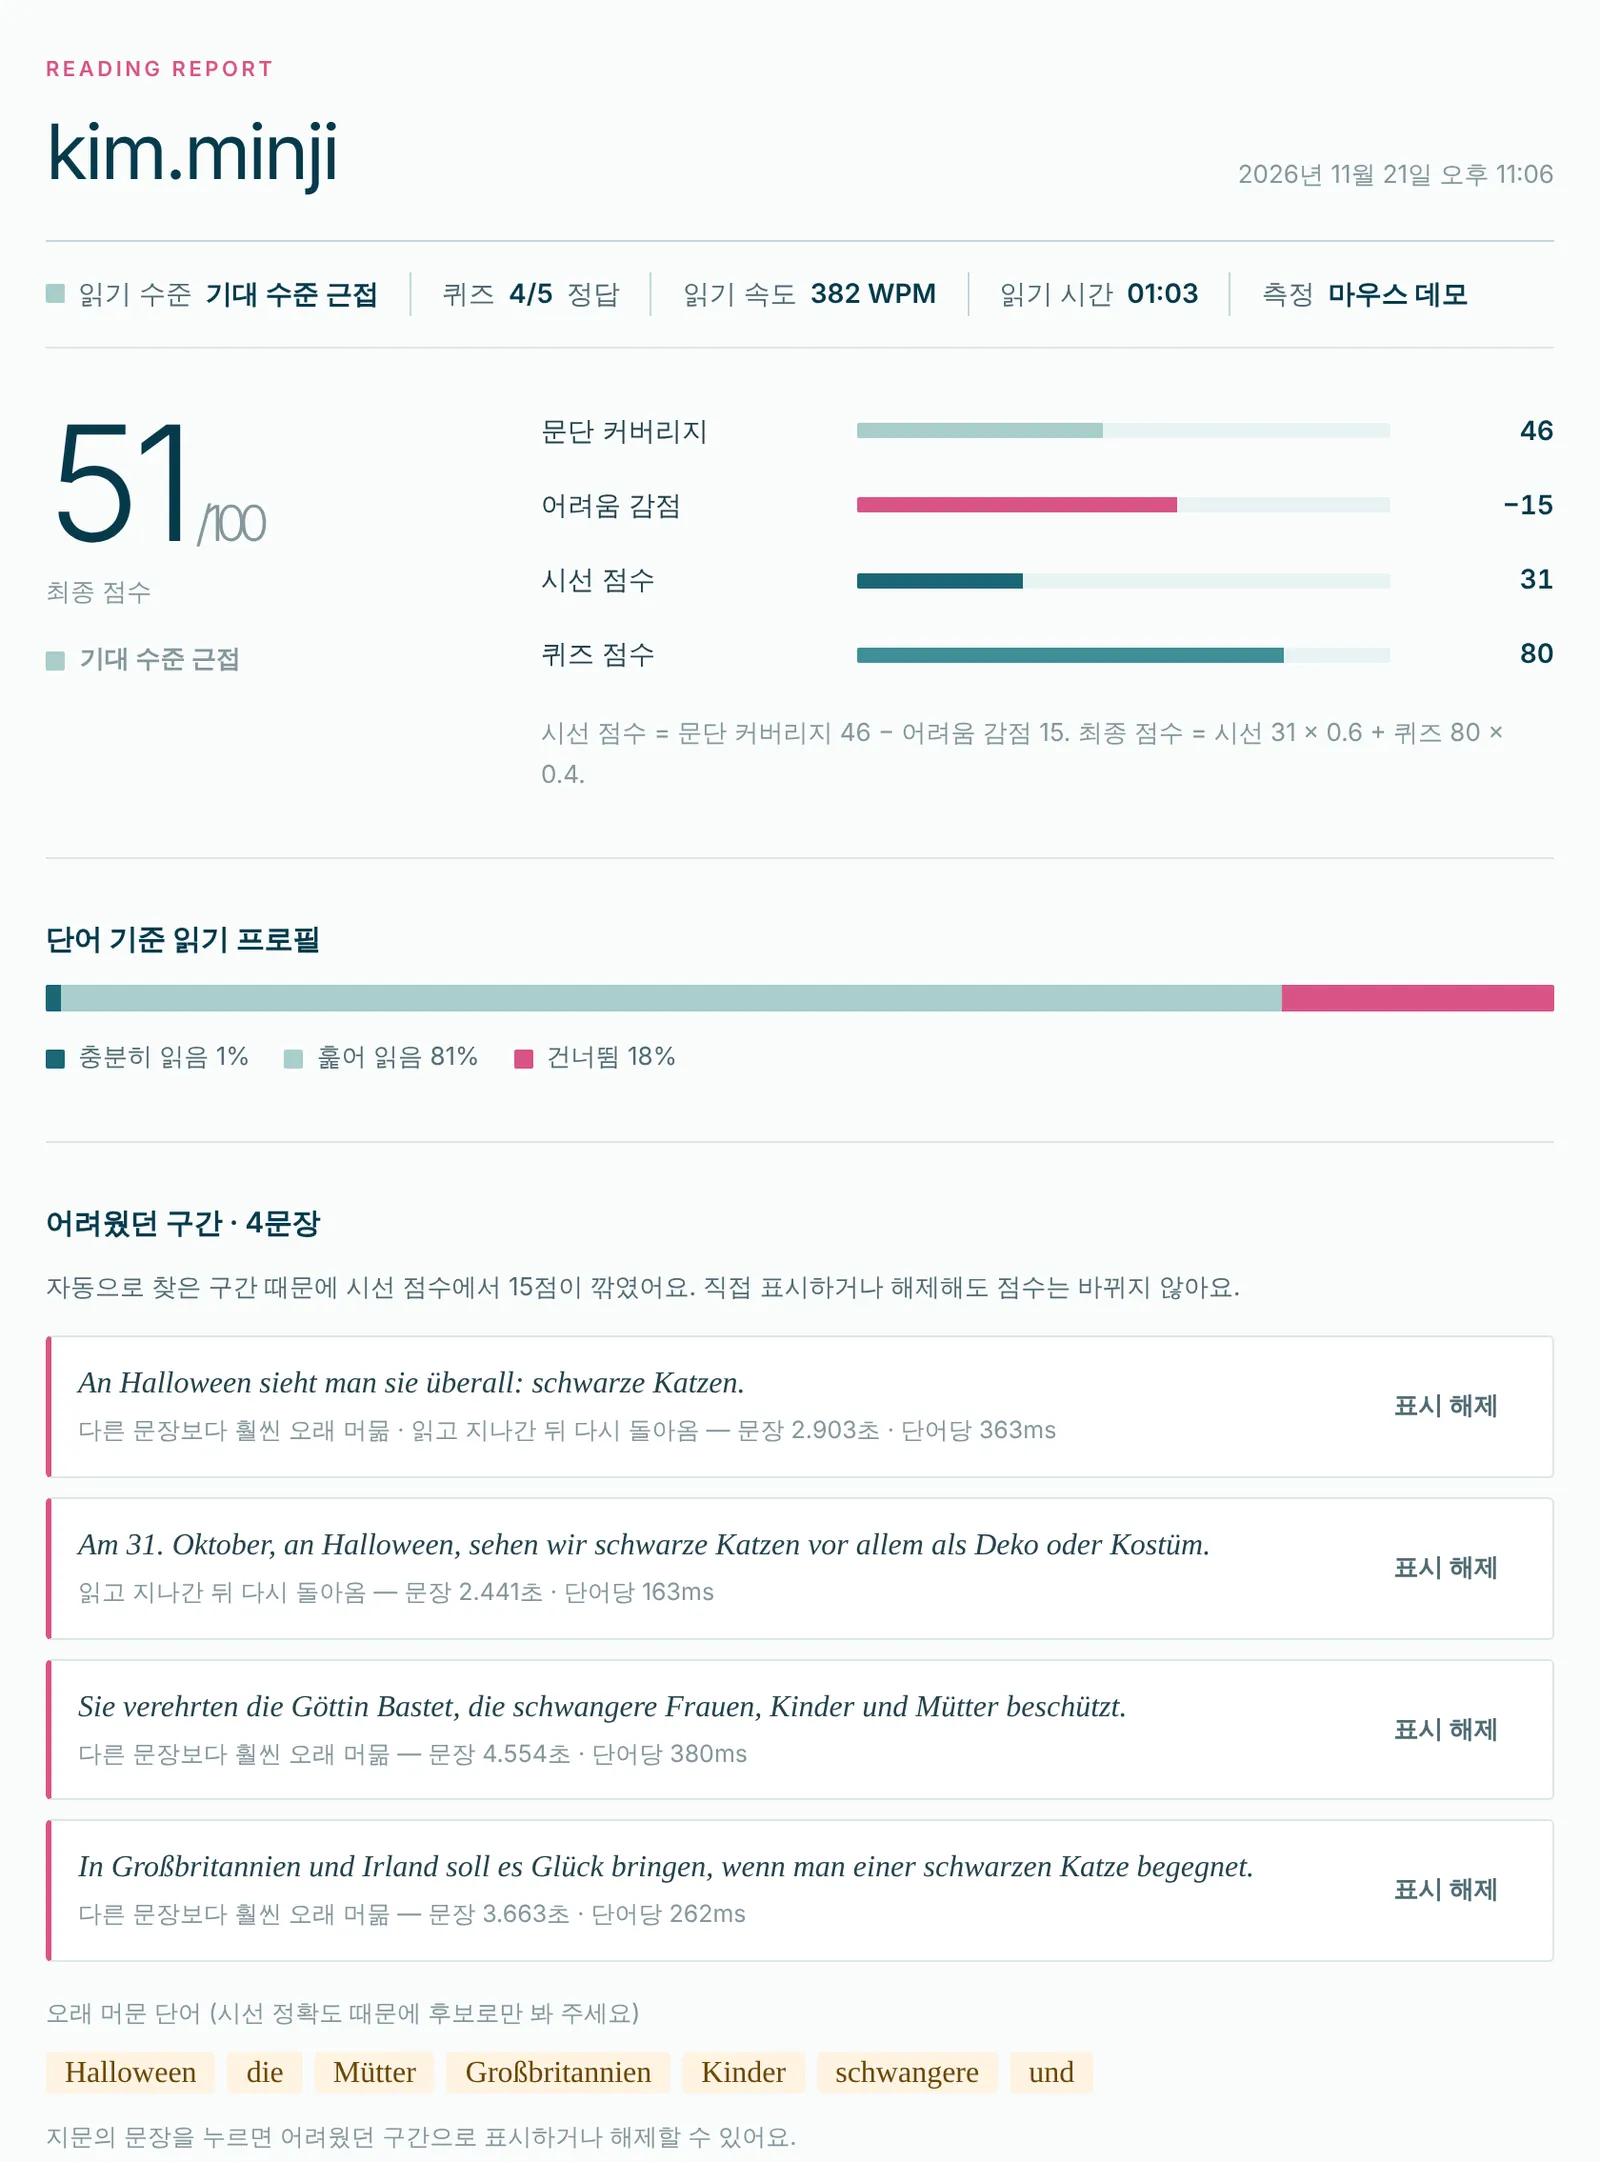 READING REPORT
kim.minji
2026년 11월 21일 오후 11:06
읽기 수준 기대 수준 근접 퀴즈 4/5 정답 읽기 속도 382 WPM 읽기 시간 01:03 측정 마우스 데모
51/100
최종 점수
기대 수준 근접
문단 커버리지 46
어려움 감점 −15
시선 점수 31
퀴즈 점수 80
시선 점수 = 문단 커버리지 46 − 어려움 감점 15. 최종 점수 = 시선 31 × 0.6 + 퀴즈 80 ×
0.4.
단어 기준 읽기 프로필
충분히 읽음 1% 훑어 읽음 81% 건너뜀 18%
어려웠던 구간 · 4문장
자동으로 찾은 구간 때문에 시선 점수에서 15점이 깎였어요. 직접 표시하거나 해제해도 점수는 바뀌지 않아요.
An Halloween sieht man sie überall: schwarze Katzen.
다른 문장보다 훨씬 오래 머묾 · 읽고 지나간 뒤 다시 돌아옴 — 문장 2.903초 · 단어당 363ms
표시 해제
Am 31. Oktober, an Halloween, sehen wir schwarze Katzen vor allem als Deko oder Kostüm.
읽고 지나간 뒤 다시 돌아옴 — 문장 2.441초 · 단어당 163ms
표시 해제
Sie verehrten die Göttin Bastet, die schwangere Frauen, Kinder und Mütter beschützt.
다른 문장보다 훨씬 오래 머묾 — 문장 4.554초 · 단어당 380ms
표시 해제
In Großbritannien und Irland soll es Glück bringen, wenn man einer schwarzen Katze begegnet.
다른 문장보다 훨씬 오래 머묾 — 문장 3.663초 · 단어당 262ms
표시 해제
오래 머문 단어 (시선 정확도 때문에 후보로만 봐 주세요)
Halloween die Mütter Großbritannien Kinder schwangere und
지문의 문장을 누르면 어려웠던 구간으로 표시하거나 해제할 수 있어요.